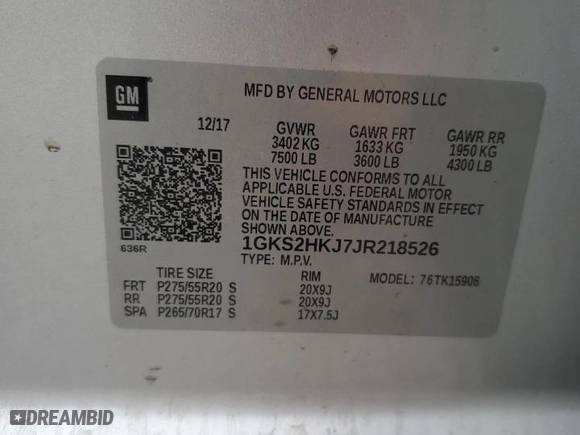 GM
MFD BY GENERAL MOTORS LLC
12/17 GVWR GAWR FRT GAWR RR
3402 KG 1633 KG 1950 KG
7500 LB 3600 LB 4300 LB
THIS VEHICLE CONFORMS TO ALL
APPLICABLE U.S. FEDERAL MOTOR
VEHICLE SAFETY STANDARDS IN EFFECT
ON THE DATE OF MANUFACTURE
SHOWN ABOVE.
636R
1GKS2HKJ7JR218526
TYPE: M.P.V. MODEL: 76TK15906
TIRE SIZE RIM
FRT P275/55R20 S 20X9J
RR P275/55R20 S 20X9J
SPA P265/70R17 S 17X7.5J
DREAMBID